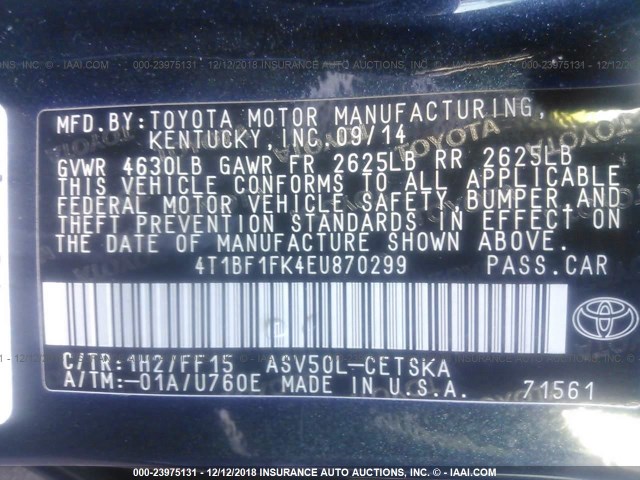 00-23975131 - 12/12/2018 INSURANCE AUTO AUCTIONS, INC. - IAAI.COM
MFD.BY:TOYOTA MOTOR MANUFACTURING,
KENTUCKY,INC.09/14
GVWR 4630LB GAWR FR 2625LB RR 2625LB
THIS VEHICLE CONFORMS TO ALL APPLICABLE
FEDERAL MOTOR VEHICLE SAFETY,BUMPER,AND
THEFT PREVENTION STANDARDS IN EFFECT ON
THE DATE OF MANUFACTURE SHOWN ABOVE.
4T1BF1FK4EU870299 PASS.CAR
C/TR:1H2/FF15 ASV50L-CETSKA
A/TM:-01A/U760E MADE IN U.S.A. 71561
TOYOTA
000-23975131 - 12/12/2018 INSURANCE AUTO AUCTIONS, INC. - IAAI.COM